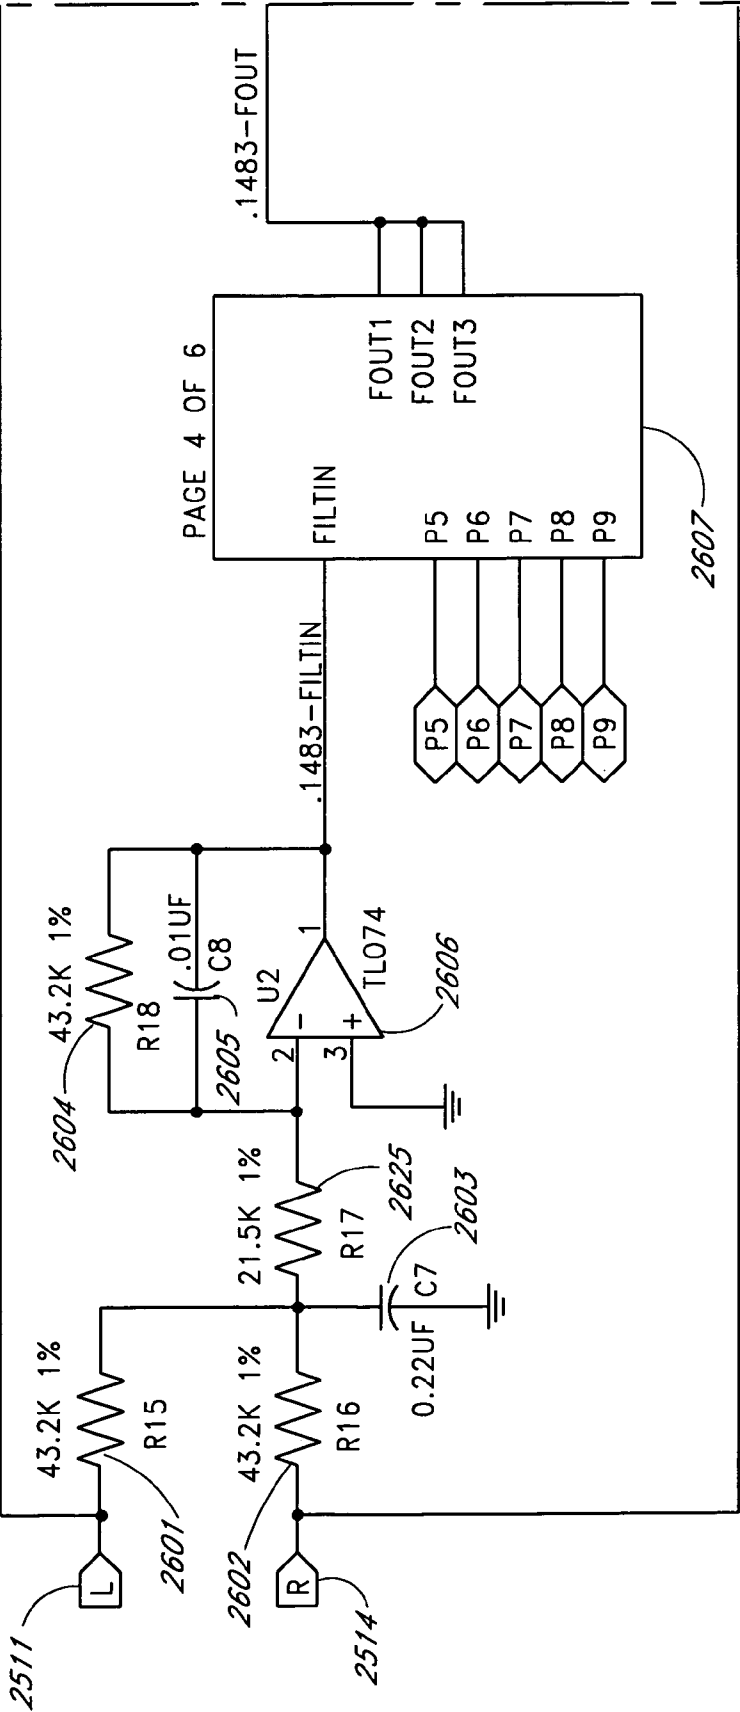 2511
L
2601
43.2K 1%
R15
2514
R
2602
43.2K 1%
R16
0.22UF C7
2603
21.5K 1%
R17
2625
2604
43.2K 1%
R18
.01UF
C8
2605
U2
2
3
1
TL074
2606
.1483-FILTIN
PAGE 4 OF 6
FILTIN
P5 P5
P6 P6
P7 P7
P8 P8
P9 P9
FOUT1
FOUT2
FOUT3
2607
.1483-FOUT